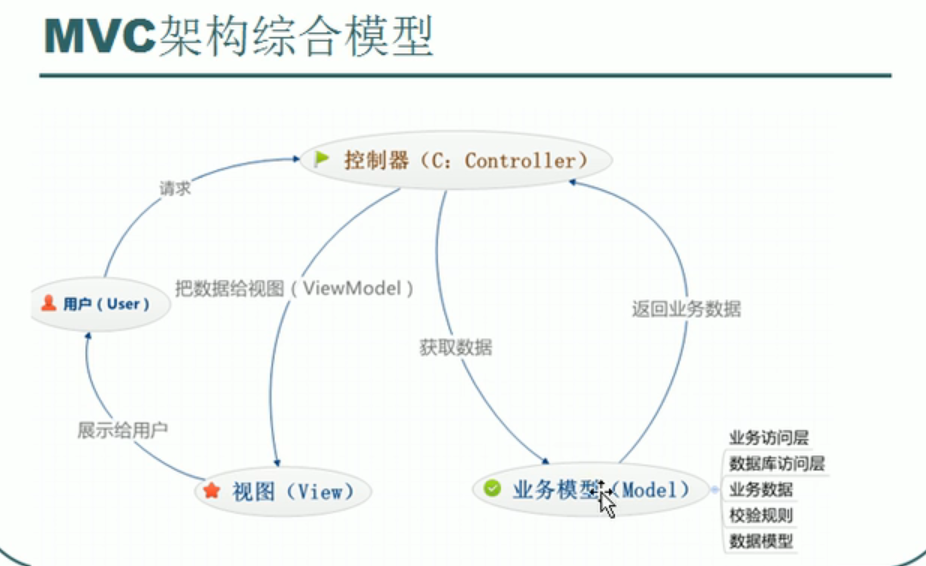 MVC架构综合模型
控制器（C：Controller）
请求
把数据给视图（ViewModel）
用户（User）
返回业务数据
获取数据
展示给用户
视图（View）
业务模型（Model）
业务访问层
数据库访问层
业务数据
校验规则
数据模型